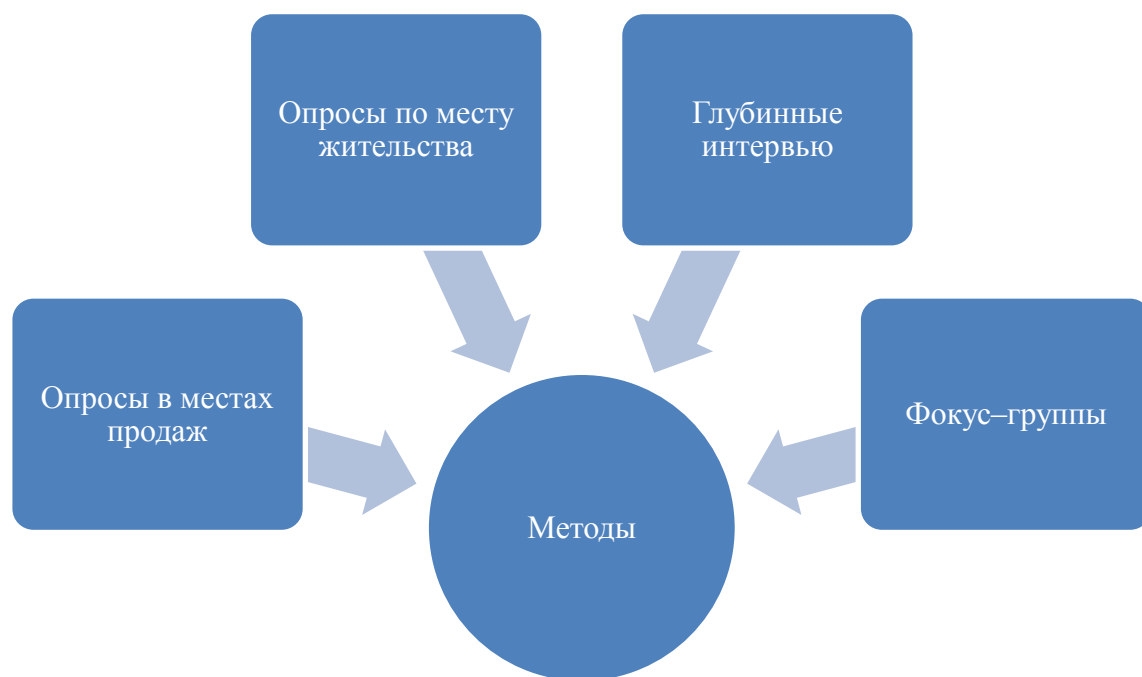 Опросы по месту
жительства
Глубинные
интервью
Опросы в местах
продаж
Фокус–группы
Методы